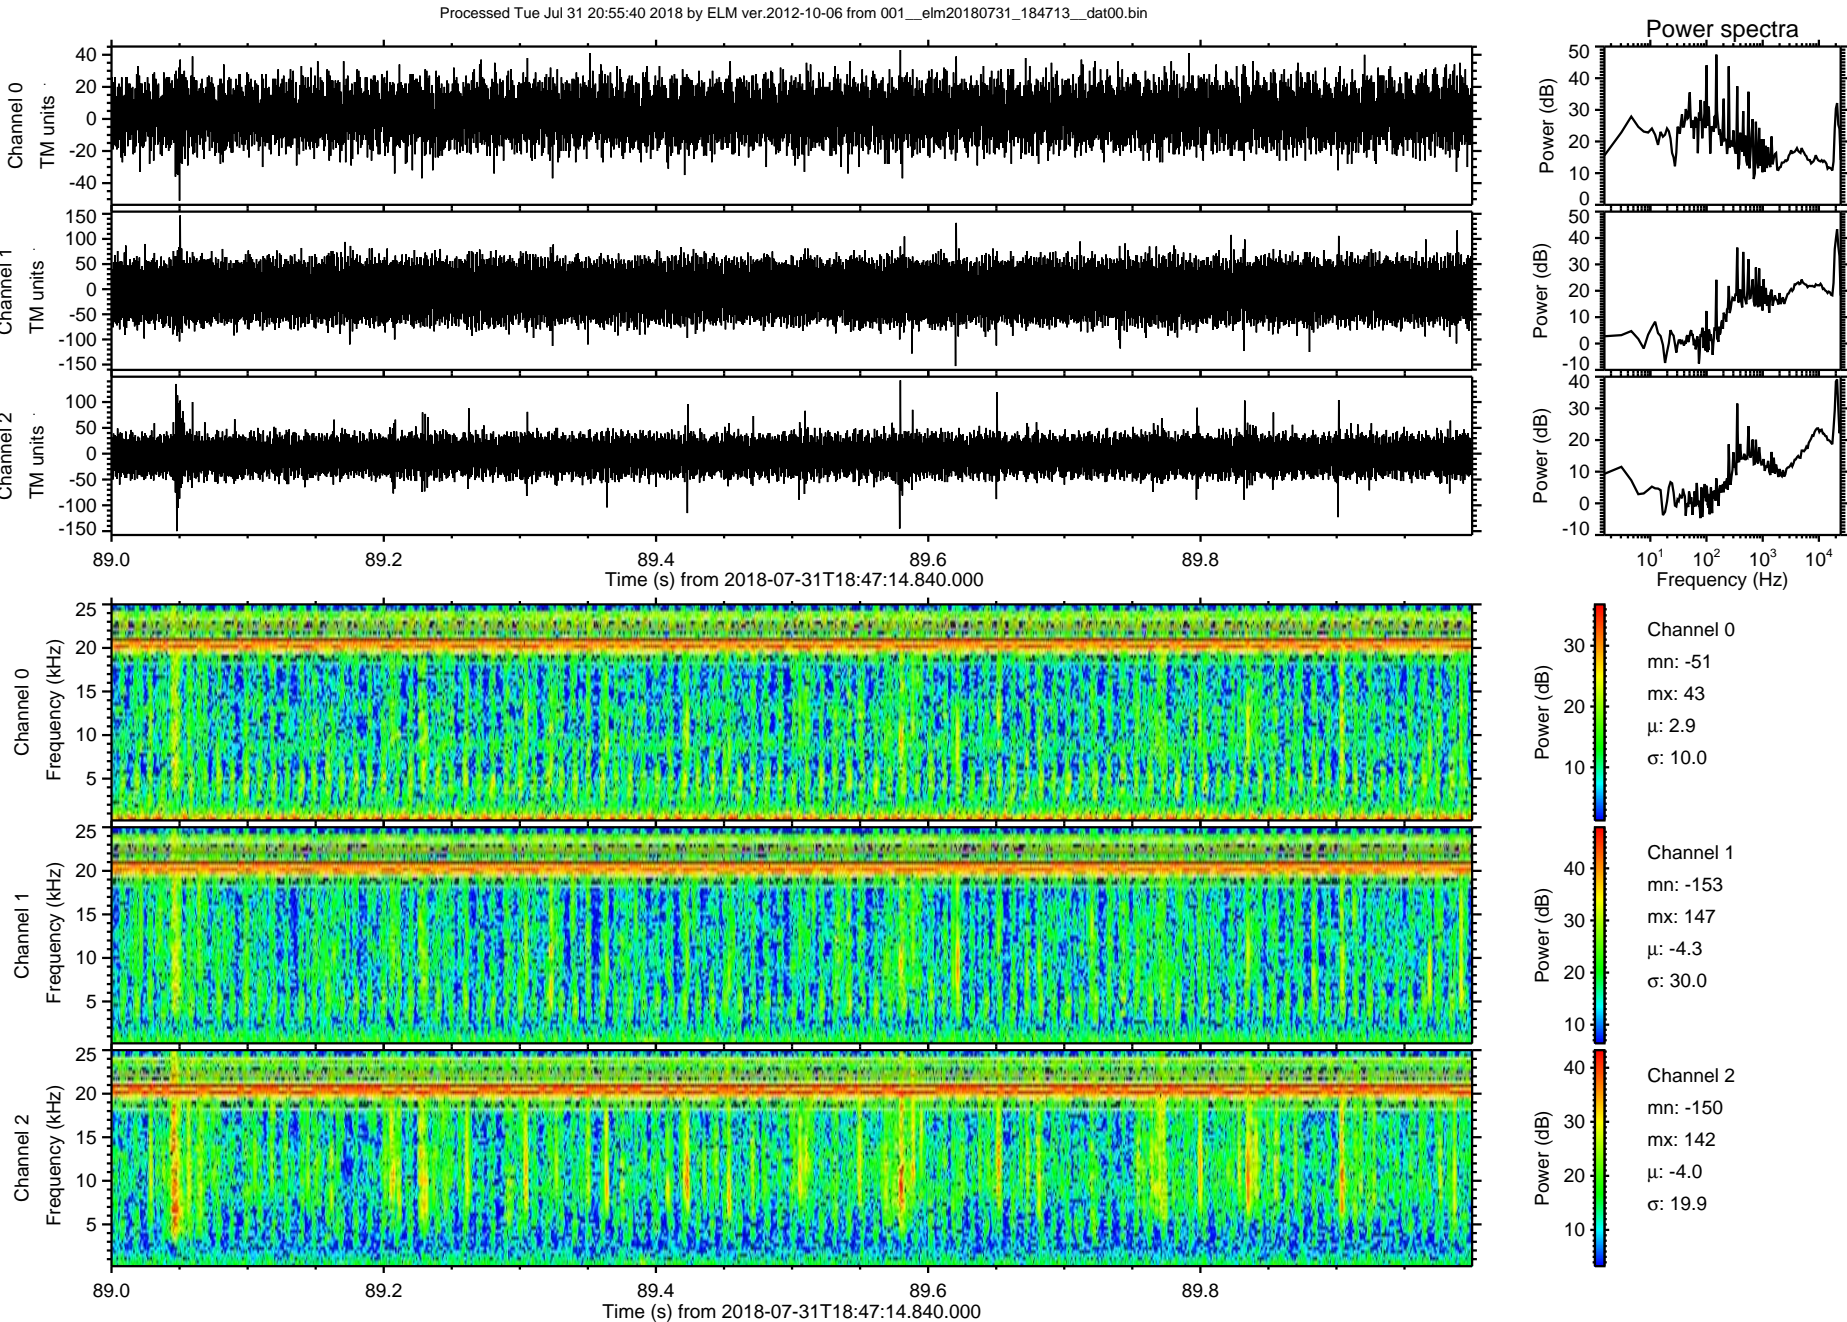 Processed Tue Jul 31 20:55:40 2018 by ELM ver.2012-10-06 from 001__elm20180731_184713__dat00.bin
Power spectra
Channel 0
TM units
40
20
0
-20
-40
Power (dB)
50
40
30
20
10
0
Channel 1
TM units
150
100
50
0
-50
-100
-150
Power (dB)
50
40
30
20
10
0
-10
Channel 2
TM units
100
50
0
-50
-100
-150
Power (dB)
40
30
20
10
0
-10
89.0 89.2 89.4 89.6 89.8
Time (s) from 2018-07-31T18:47:14.840.000
10¹ 10² 10³ 10⁴
Frequency (Hz)
Channel 0
Frequency (kHz)
25
20
15
10
5
Power (dB)
30
20
10
Channel 0
mn: -51
mx: 43
μ: 2.9
σ: 10.0
Channel 1
Frequency (kHz)
25
20
15
10
5
Power (dB)
40
30
20
10
Channel 1
mn: -153
mx: 147
μ: -4.3
σ: 30.0
Channel 2
Frequency (kHz)
25
20
15
10
5
Power (dB)
40
30
20
10
Channel 2
mn: -150
mx: 142
μ: -4.0
σ: 19.9
89.0 89.2 89.4 89.6 89.8
Time (s) from 2018-07-31T18:47:14.840.000